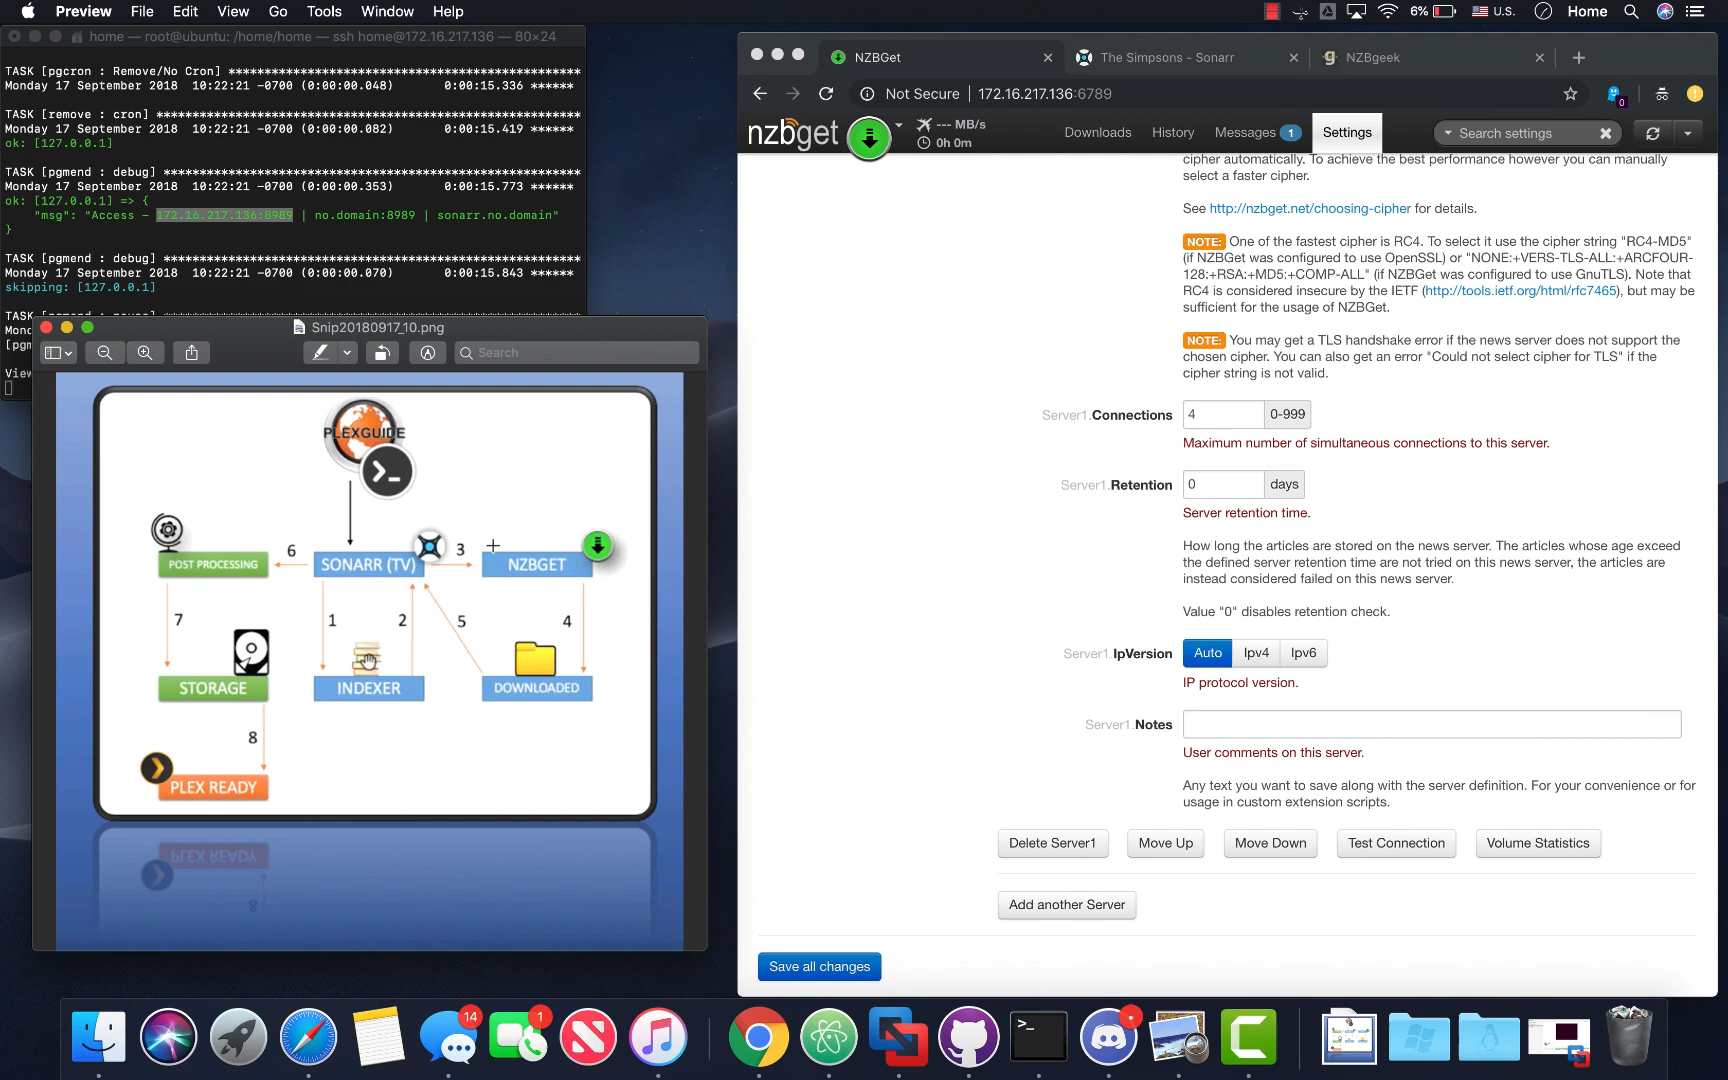 Preview File Edit View Go Tools Window Help
6% U.S. Home
home — root@ubuntu: /home/home — ssh home@172.16.217.136 — 80×24
TASK [pgcron : Remove/No Cron] *************************************************
Monday 17 September 2018  10:22:21 -0700 (0:00:00.048)       0:00:15.336 ******
TASK [remove : cron] ***********************************************************
Monday 17 September 2018  10:22:21 -0700 (0:00:00.082)       0:00:15.419 ******
ok: [127.0.0.1]
TASK [pgmend : debug] **********************************************************
Monday 17 September 2018  10:22:21 -0700 (0:00:00.353)       0:00:15.773 ******
ok: [127.0.0.1] => {
"msg": "Access - 172.16.217.136:8989 | no.domain:8989 | sonarr.no.domain"
}
TASK [pgmend : debug] **********************************************************
Monday 17 September 2018  10:22:21 -0700 (0:00:00.070)       0:00:15.843 ******
skipping: [127.0.0.1]
Snip20180917_10.png
Search
PLEXGUIDE
POST PROCESSING
6
SONARR (TV)
3
NZBGET
7
1
2
5
4
STORAGE
INDEXER
DOWNLOADED
8
PLEX READY
NZBGet
The Simpsons - Sonarr
NZBgeek
Not Secure | 172.16.217.136:6789
0
nzbget
--- MB/s
0h 0m
Downloads History Messages 1 Settings
Search settings
cipher automatically. To achieve the best performance however you can manually
select a faster cipher.
See http://nzbget.net/choosing-cipher for details.
NOTE: One of the fastest cipher is RC4. To select it use the cipher string "RC4-MD5"
(if NZBGet was configured to use OpenSSL) or "NONE:+VERS-TLS-ALL:+ARCFOUR-
128:+RSA:+MD5:+COMP-ALL" (if NZBGet was configured to use GnuTLS). Note that
RC4 is considered insecure by the IETF (http://tools.ietf.org/html/rfc7465), but may be
sufficient for the usage of NZBGet.
NOTE: You may get a TLS handshake error if the news server does not support the
chosen cipher. You can also get an error "Could not select cipher for TLS" if the
cipher string is not valid.
Server1.Connections 4 0-999
Maximum number of simultaneous connections to this server.
Server1.Retention 0 days
Server retention time.
How long the articles are stored on the news server. The articles whose age exceed
the defined server retention time are not tried on this news server, the articles are
instead considered failed on this news server.
Value "0" disables retention check.
Server1.IpVersion Auto Ipv4 Ipv6
IP protocol version.
Server1.Notes
User comments on this server.
Any text you want to save along with the server definition. For your convenience or for
usage in custom extension scripts.
Delete Server1 Move Up Move Down Test Connection Volume Statistics
Add another Server
Save all changes
14
1